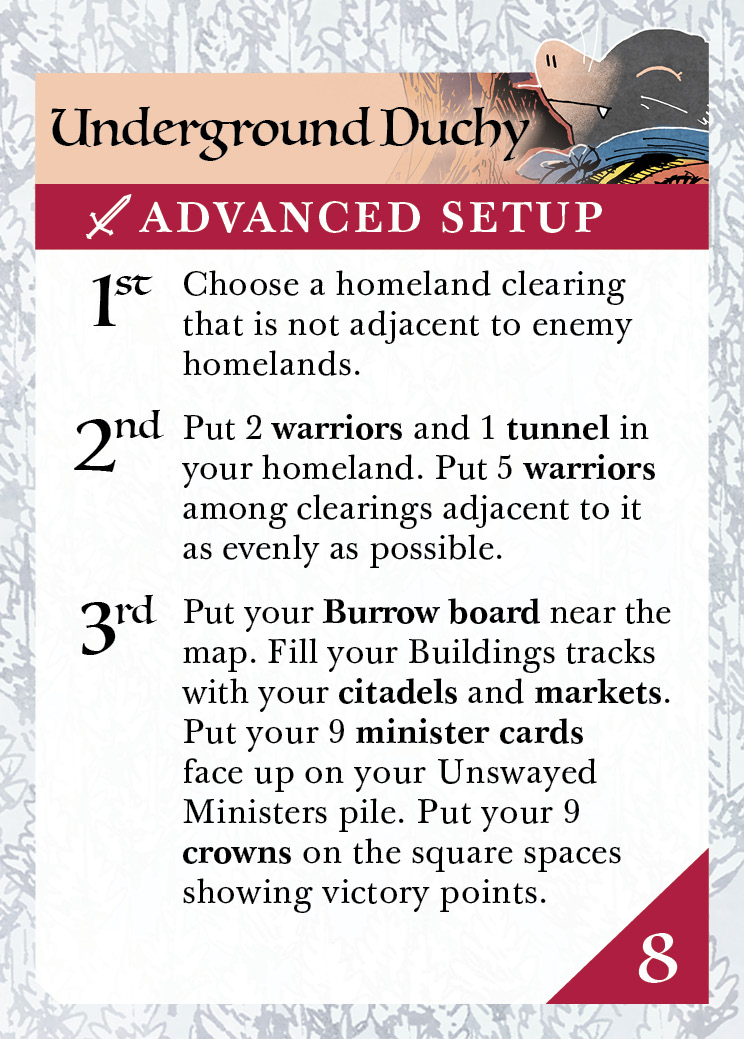 Underground Duchy
ADVANCED SETUP
1st Choose a homeland clearing
that is not adjacent to enemy
homelands.
2nd Put 2 warriors and 1 tunnel in
your homeland. Put 5 warriors
among clearings adjacent to it
as evenly as possible.
3rd Put your Burrow board near the
map. Fill your Buildings tracks
with your citadels and markets.
Put your 9 minister cards
face up on your Unswayed
Ministers pile. Put your 9
crowns on the square spaces
showing victory points.
8